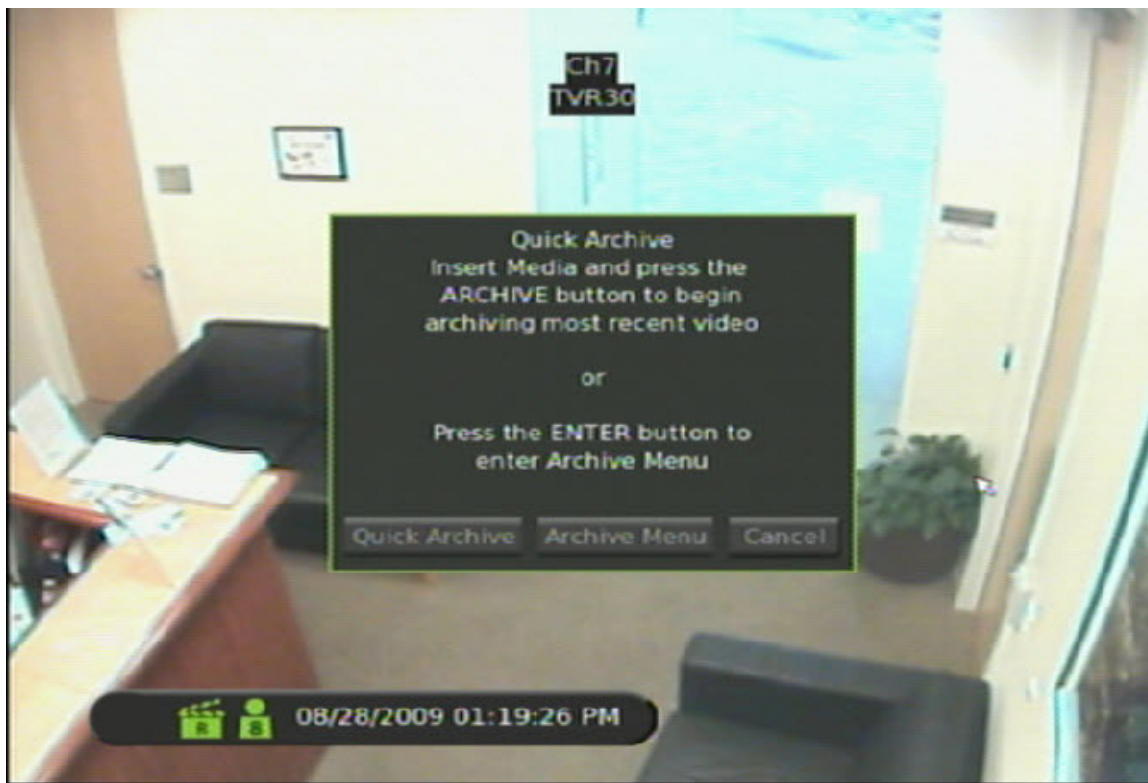 Ch7
TVR30
Quick Archive
Insert Media and press the
ARCHIVE button to begin
archiving most recent video
or
Press the ENTER button to
enter Archive Menu
Quick Archive Archive Menu Cancel
R 8 08/28/2009 01:19:26 PM